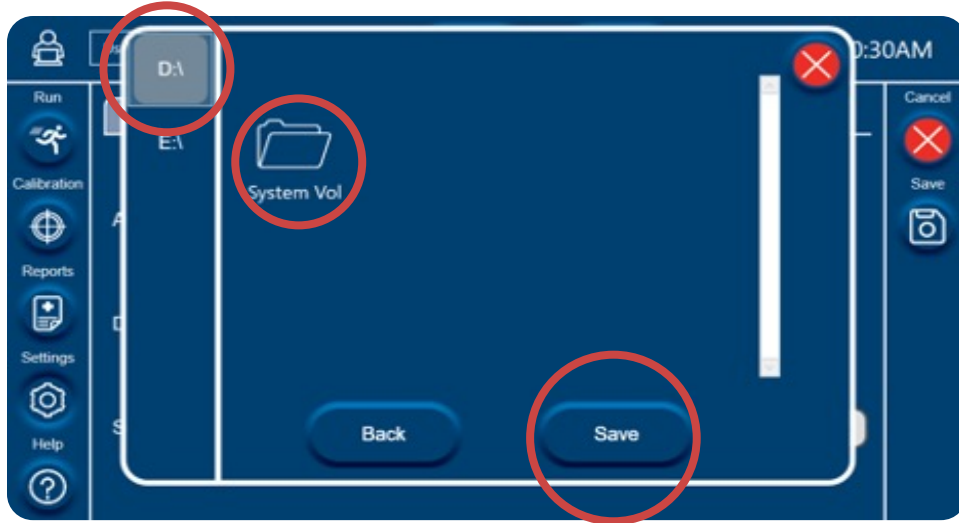 0:30AM
D:\
E:\
System Vol
Back
Save
Run
Calibration
Reports
Settings
Help
Cancel
Save